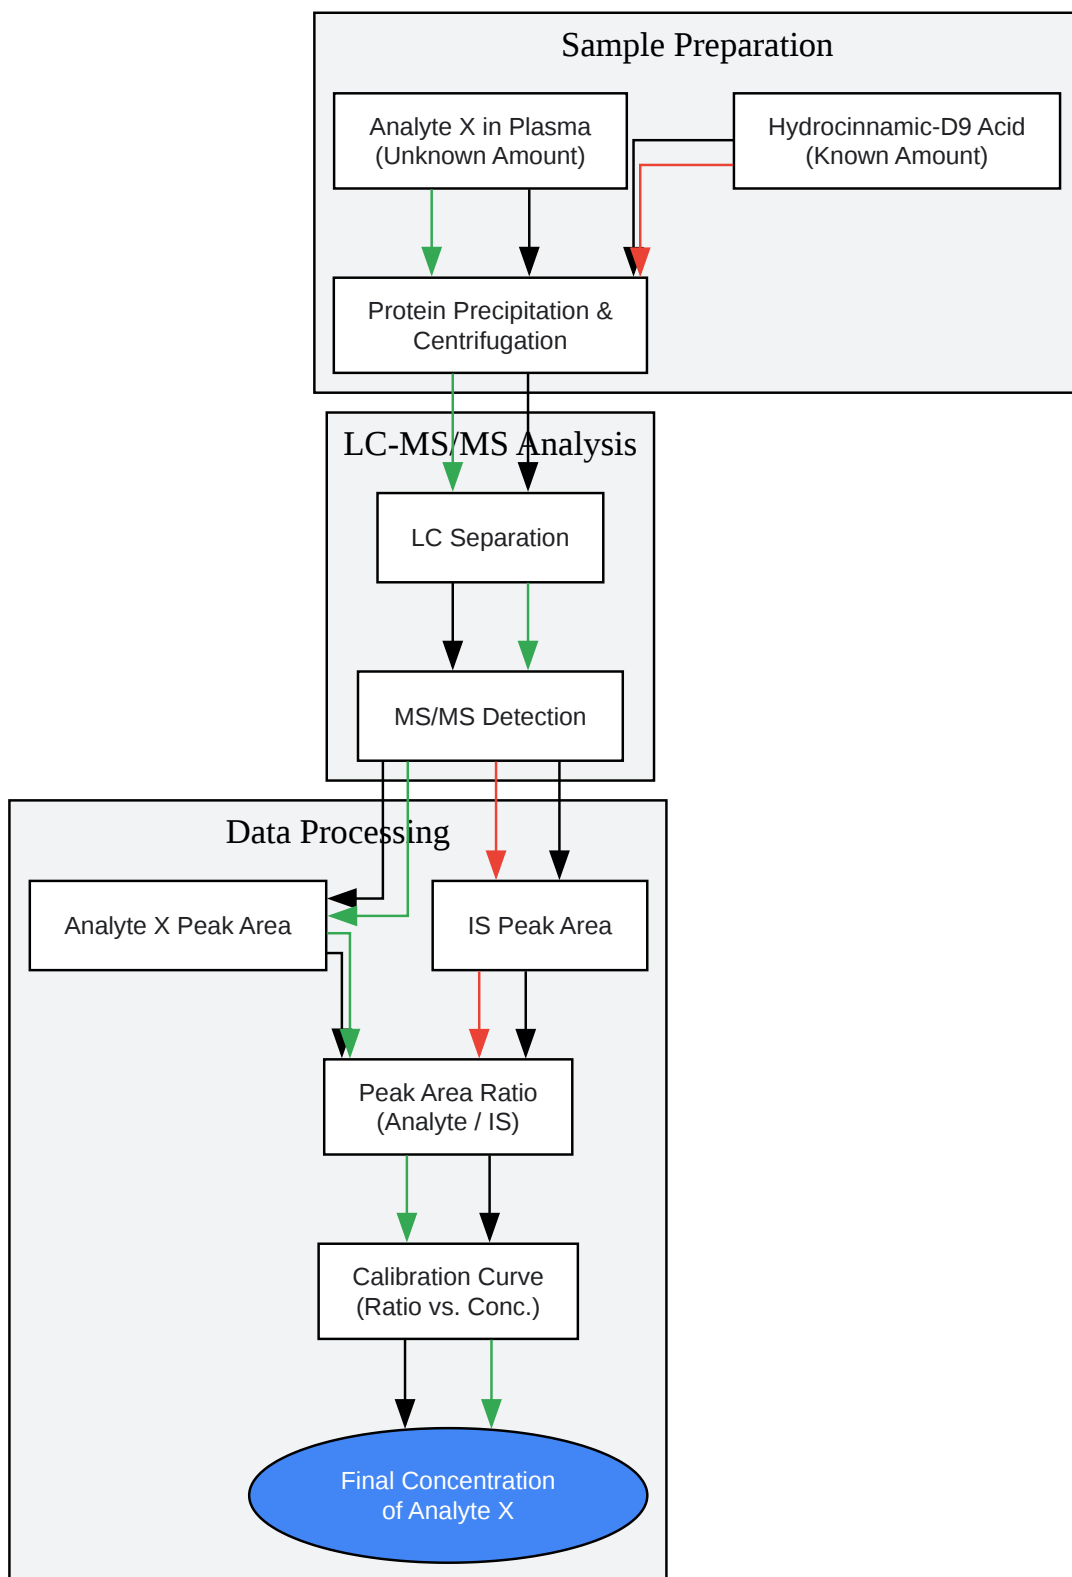 Sample Preparation
Analyte X in Plasma
(Unknown Amount)
Hydrocinnamic-D9 Acid
(Known Amount)
Protein Precipitation &
Centrifugation
LC-MS/MS Analysis
LC Separation
MS/MS Detection
Data Processing
Analyte X Peak Area
IS Peak Area
Peak Area Ratio
(Analyte / IS)
Calibration Curve
(Ratio vs. Conc.)
Final Concentration
of Analyte X